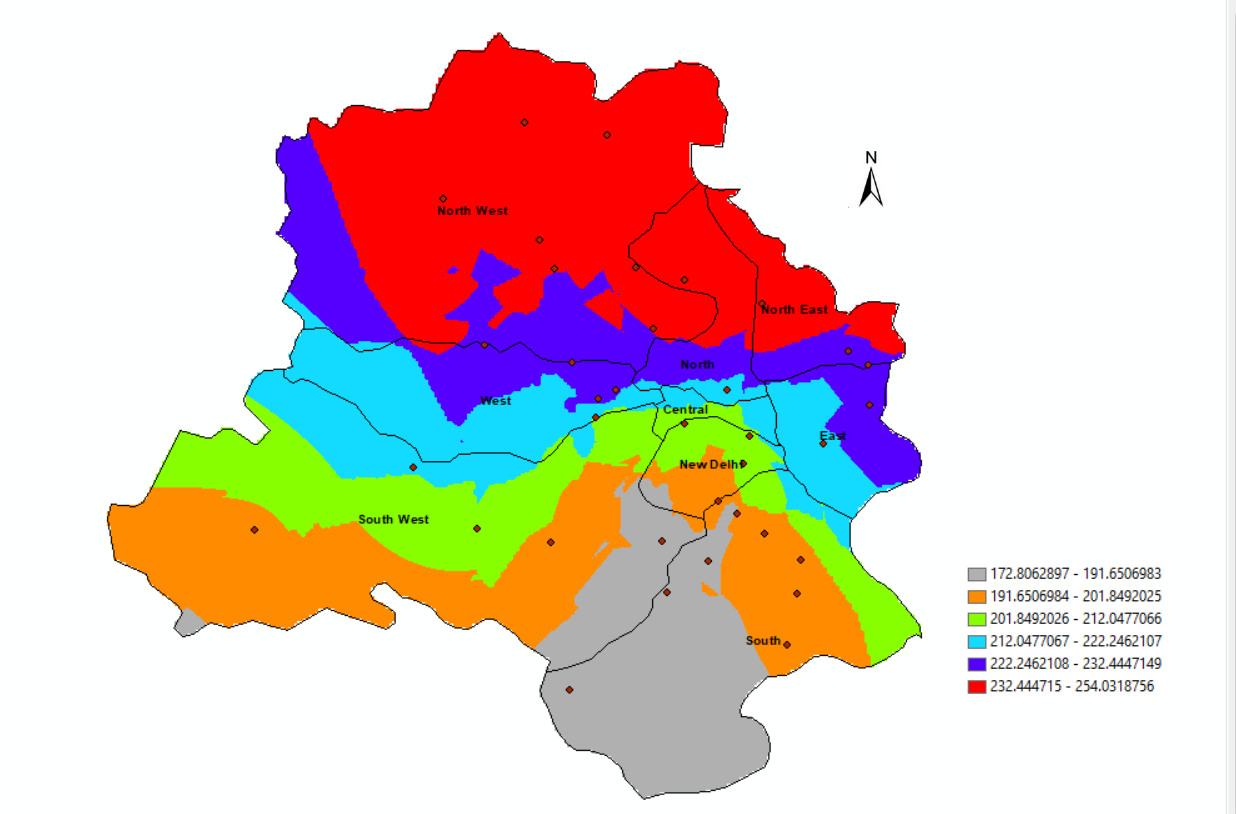 N
North West
North East
North
West
Central
East
New Delhi
South West
South
172.8062897 - 191.6506983
191.6506984 - 201.8492025
201.8492026 - 212.0477066
212.0477067 - 222.2462107
222.2462108 - 232.4447149
232.444715 - 254.0318756